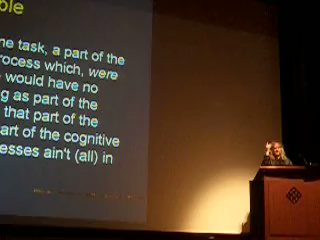 ble
ne task, a part of the
rocess which, were
would have no
g as part of the
that part of the
art of the cognitive
esses ain't (all) in